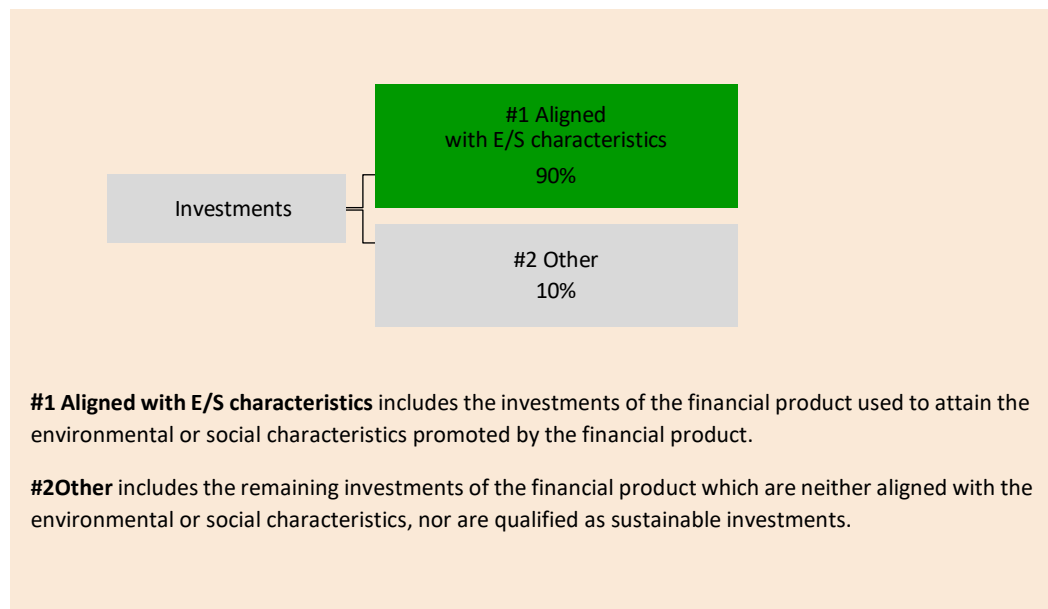 #1 Aligned
with E/S characteristics
90%
Investments
#2 Other
10%
#1 Aligned with E/S characteristics includes the investments of the financial product used to attain the
environmental or social characteristics promoted by the financial product.
#2Other includes the remaining investments of the financial product which are neither aligned with the
environmental or social characteristics, nor are qualified as sustainable investments.